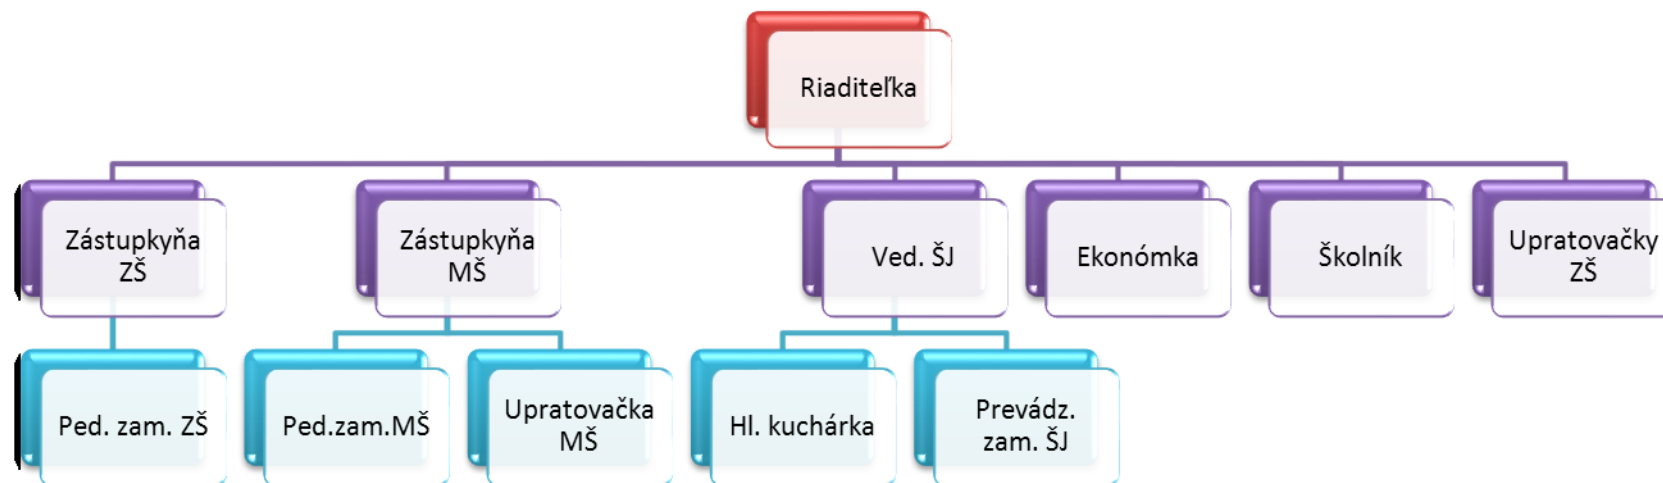 Riaditeľka
Zástupkyňa
ZŠ
Zástupkyňa
MŠ
Ved. ŠJ
Ekonómka
Školník
Upratovačky
ZŠ
Ped. zam. ZŠ
Ped.zam.MŠ
Upratovačka
MŠ
Hl. kuchárka
Prevádz.
zam. ŠJ